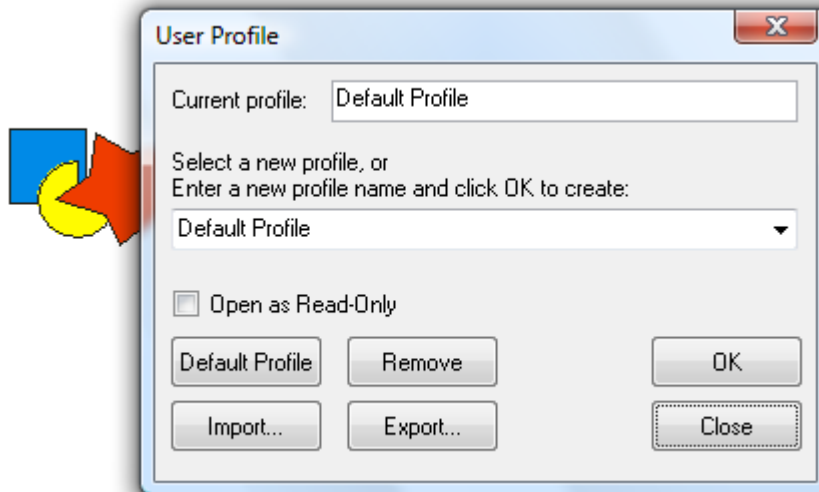 User Profile
Current profile: Default Profile
Select a new profile, or
Enter a new profile name and click OK to create:
Default Profile
Open as Read-Only
Default Profile Remove OK
Import... Export... Close